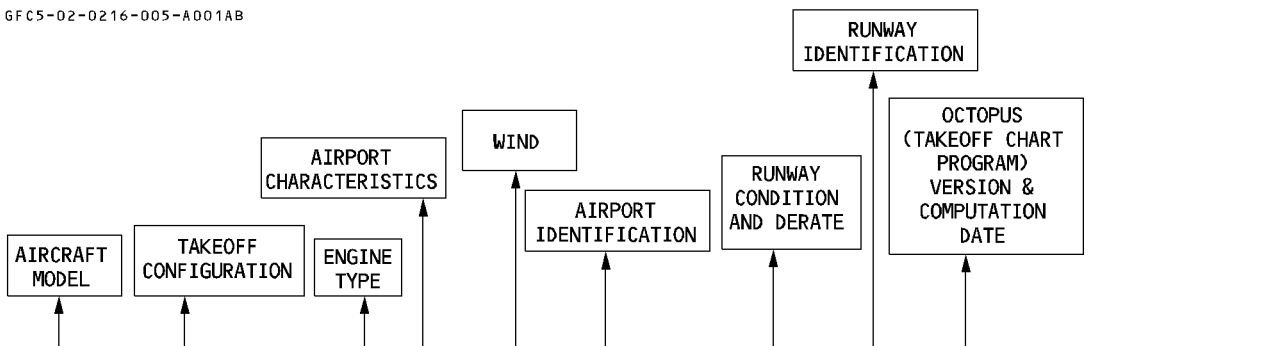 GFC5-02-0216-005-A001AB
RUNWAY
IDENTIFICATION
OCTOPUS
(TAKEOFF CHART
PROGRAM)
VERSION &
COMPUTATION
DATE
WIND
AIRPORT
CHARACTERISTICS
RUNWAY
CONDITION
AND DERATE
AIRPORT
IDENTIFICATION
AIRCRAFT
MODEL
TAKEOFF
CONFIGURATION
ENGINE
TYPE